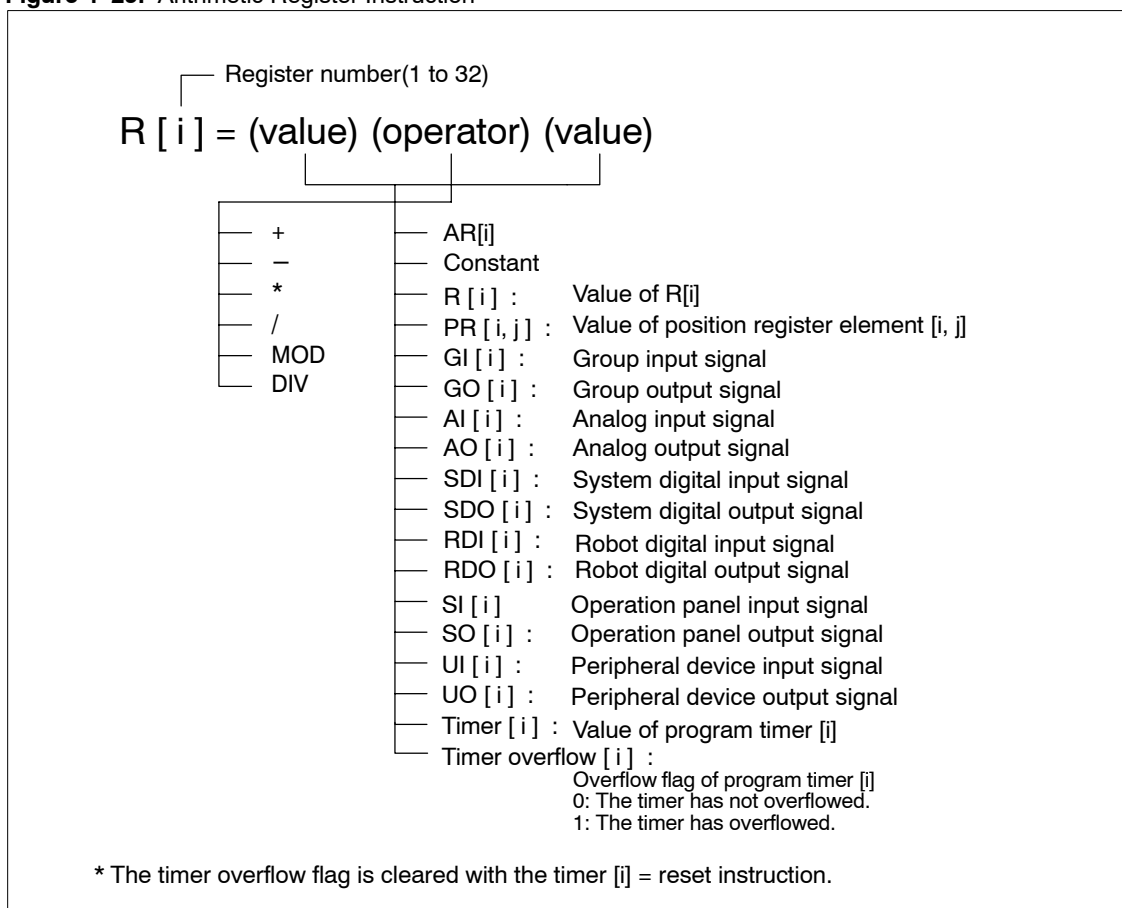 Figure 1-23. Arithmetic Register Instruction
Register number(1 to 32)
R [ i ] = (value) (operator) (value)
+
−
*
/
MOD
DIV
AR[i]
Constant
R [ i ] : Value of R[i]
PR [ i, j ] : Value of position register element [i, j]
GI [ i ] : Group input signal
GO [ i ] : Group output signal
AI [ i ] : Analog input signal
AO [ i ] : Analog output signal
SDI [ i ] : System digital input signal
SDO [ i ] : System digital output signal
RDI [ i ] : Robot digital input signal
RDO [ i ] : Robot digital output signal
SI [ i ] Operation panel input signal
SO [ i ] : Operation panel output signal
UI [ i ] : Peripheral device input signal
UO [ i ] : Peripheral device output signal
Timer [ i ] : Value of program timer [i]
Timer overflow [ i ] :
Overflow flag of program timer [i]
0: The timer has not overflowed.
1: The timer has overflowed.
* The timer overflow flag is cleared with the timer [i] = reset instruction.